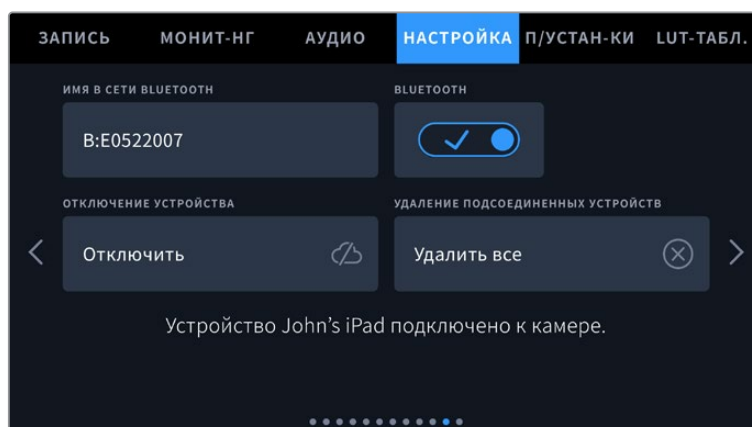 ЗАПИСЬ МОНИТ-НГ АУДИО НАСТРОЙКА П/УСТАН-КИ LUT-ТАБЛ.
ИМЯ В СЕТИ BLUETOOTH BLUETOOTH
B:E0522007
ОТКЛЮЧЕНИЕ УСТРОЙСТВА УДАЛЕНИЕ ПОДСОЕДИНЕННЫХ УСТРОЙСТВ
Отключить Удалить все
Устройство John’s iPad подключено к камере.